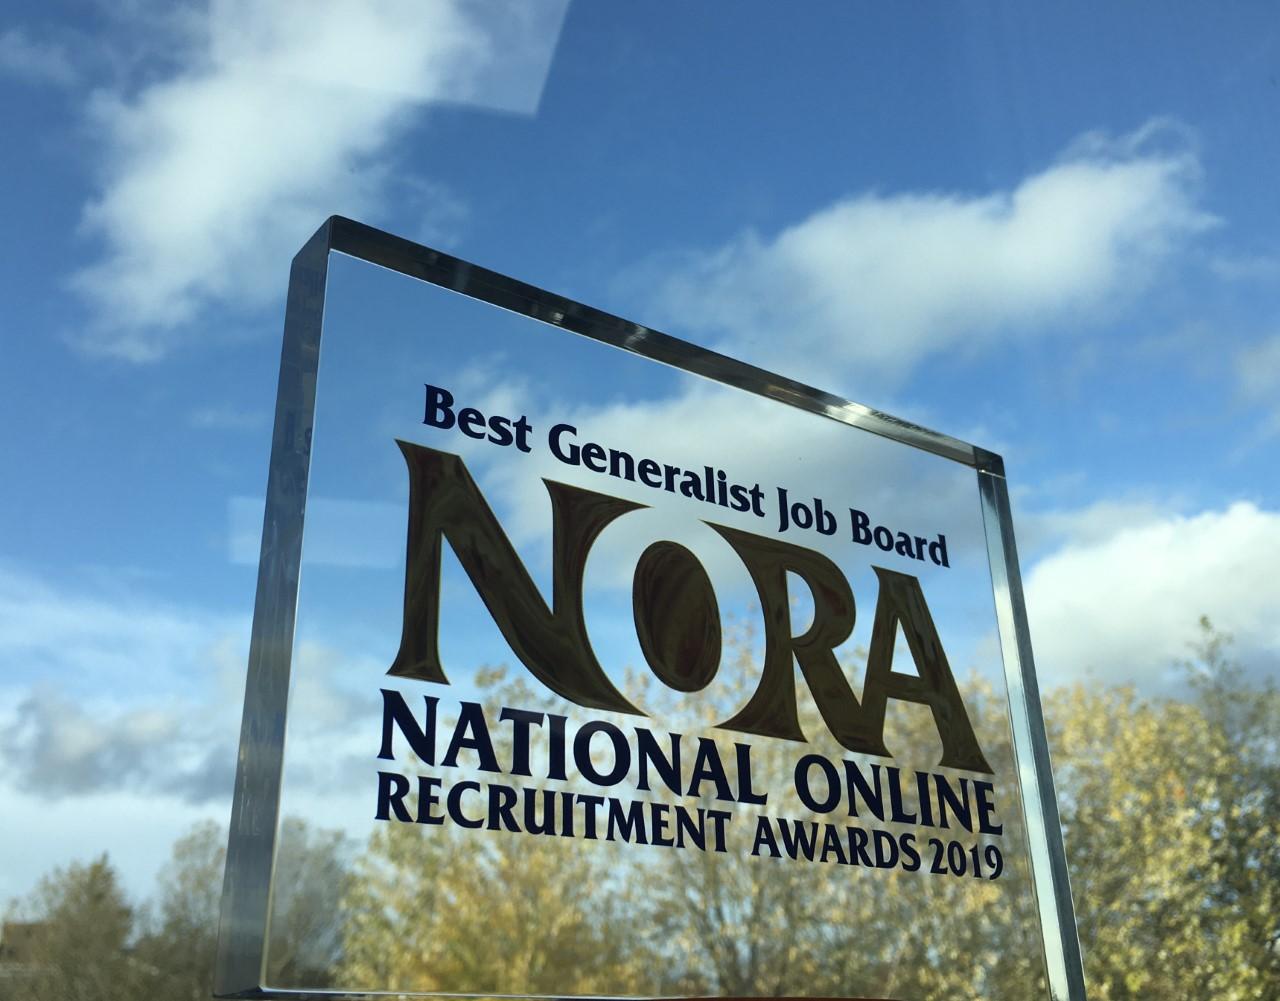 Best Generalist Job Board
NORA
NATIONAL ONLINE
RECRUITMENT AWARDS 2019